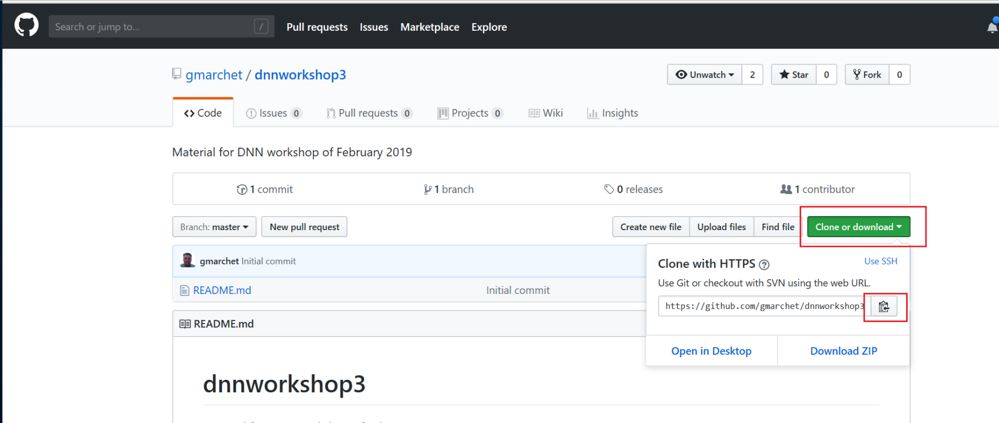 Search or jump to... / Pull requests Issues Marketplace Explore
gmarchet / dnnworkshop3 Unwatch 2 Star 0 Fork 0
Code Issues 0 Pull requests 0 Projects 0 Wiki Insights
Material for DNN workshop of February 2019
1 commit 1 branch 0 releases 1 contributor
Branch: master New pull request Create new file Upload files Find file Clone or download
gmarchet Initial commit
README.md Initial commit
Clone with HTTPS ? Use SSH
Use Git or checkout with SVN using the web URL.
https://github.com/gmarchet/dnnworkshop3
Open in Desktop Download ZIP
README.md
dnnworkshop3